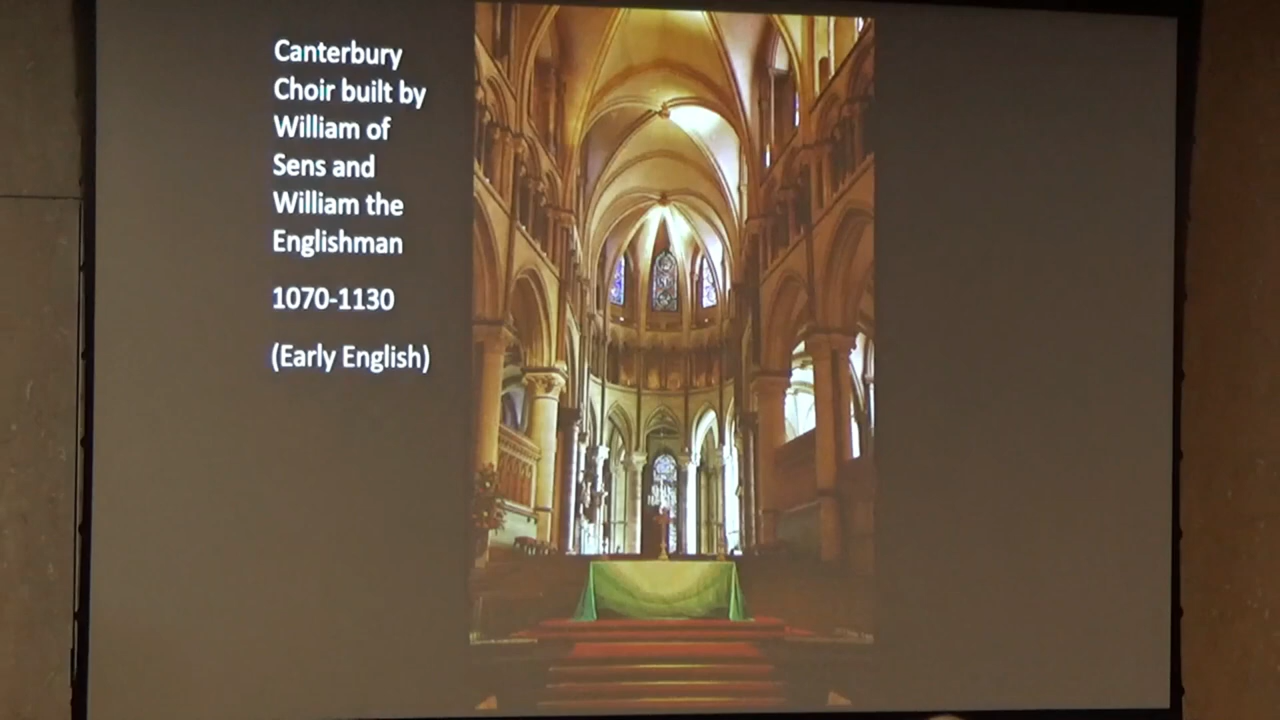 Canterbury
Choir built by
William of
Sens and
William the
Englishman
1070-1130
(Early English)